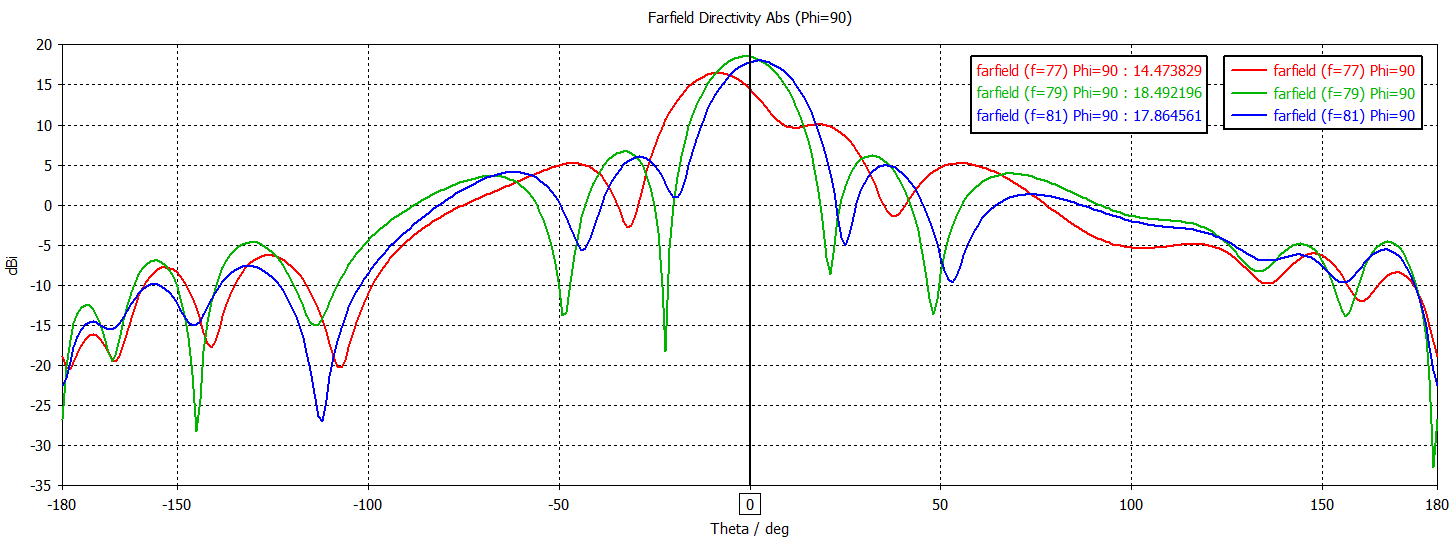 Farfield Directivity Abs (Phi=90)
farfield (f=77) Phi=90 : 14.473829
farfield (f=79) Phi=90 : 18.492196
farfield (f=81) Phi=90 : 17.864561
farfield (f=77) Phi=90
farfield (f=79) Phi=90
farfield (f=81) Phi=90
20
15
10
5
0
-5
-10
-15
-20
-25
-30
-35
dBi
-180 -150 -100 -50 0 50 100 150 180
Theta / deg